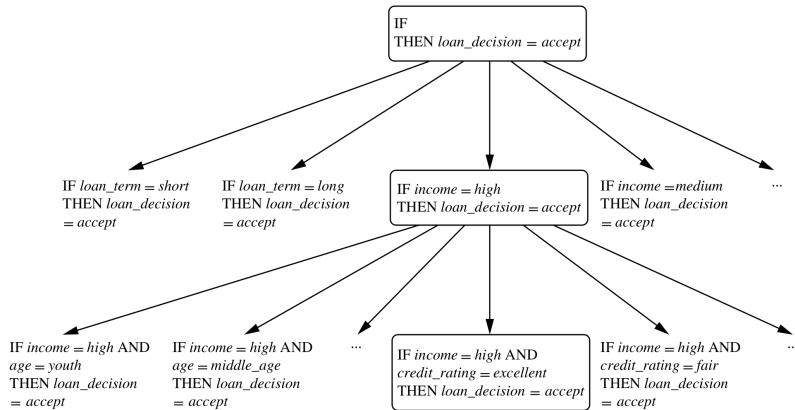 IF
THEN loan_decision = accept
IF loan_term = short
THEN loan_decision
= accept
IF loan_term = long
THEN loan_decision
= accept
IF income = high
THEN loan_decision = accept
IF income = medium
THEN loan_decision
= accept
...
IF income = high AND
age = youth
THEN loan_decision
= accept
IF income = high AND
age = middle_age
THEN loan_decision
= accept
...
IF income = high AND
credit_rating = excellent
THEN loan_decision = accept
IF income = high AND
credit_rating = fair
THEN loan_decision
= accept
...